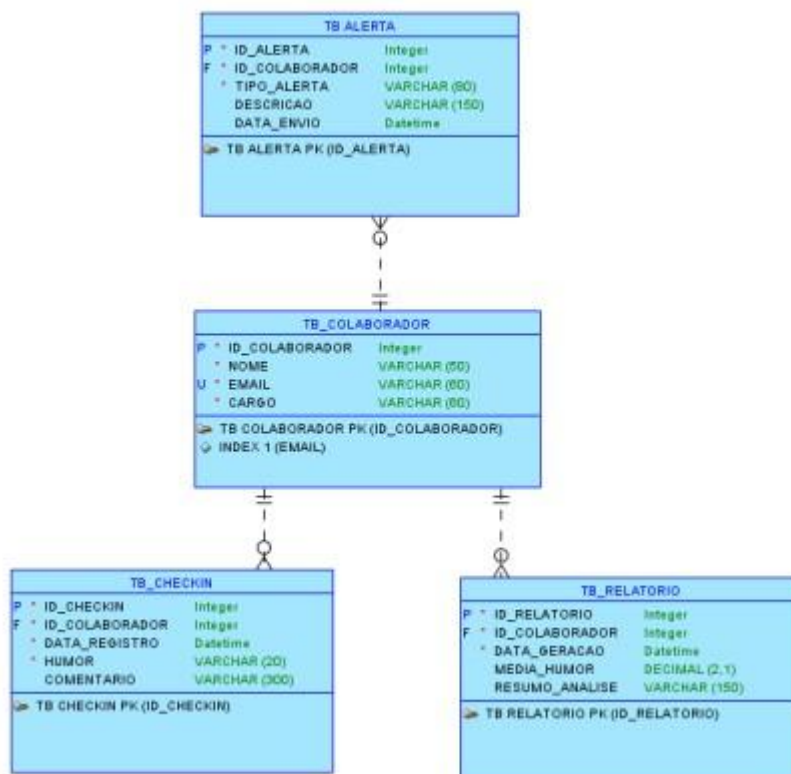 TB ALERTA
P * ID_ALERTA Integer
F * ID_COLABORADOR Integer
* TIPO_ALERTA VARCHAR (80)
DESCRICAO VARCHAR (150)
DATA_ENVIO Datetime
TB ALERTA PK (ID_ALERTA)
TB_COLABORADOR
P * ID_COLABORADOR Integer
* NOME VARCHAR (50)
U * EMAIL VARCHAR (60)
* CARGO VARCHAR (60)
TB COLABORADOR PK (ID_COLABORADOR)
INDEX 1 (EMAIL)
TB_CHECKIN
P * ID_CHECKIN Integer
F * ID_COLABORADOR Integer
* DATA_REGISTRO Datetime
* HUMOR VARCHAR (20)
COMENTARIO VARCHAR (300)
TB CHECKIN PK (ID_CHECKIN)
TB_RELATORIO
P * ID_RELATORIO Integer
F * ID_COLABORADOR Integer
* DATA_GERACAO Datetime
MEDIA_HUMOR DECIMAL (2,1)
RESUMO_ANALISE VARCHAR (150)
TB RELATORIO PK (ID_RELATORIO)